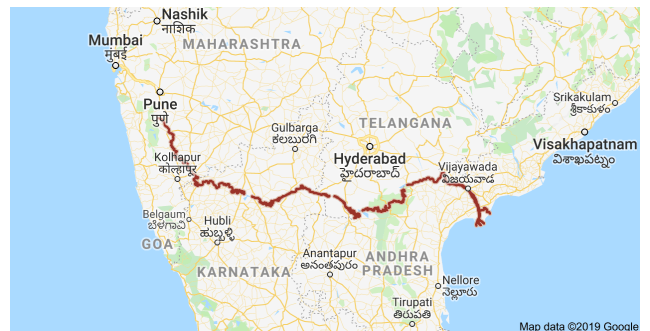 Nashik
नाशिक
Mumbai
मुंबई
MAHARASHTRA
Pune
पुणे
Srikakulam
శ్రీకాకుళం
TELANGANA
Gulbarga
ಕಲಬುರಗಿ
Visakhapatnam
విశాఖపట్నం
Kolhapur
कोल्हापूर
Hyderabad
హైదరాబాద్
Vijayawada
విజయవాడ
Belgaum
ಬೆಳಗಾವಿ
Hubli
ಹುಬ್ಬಳ್ಳಿ
GOA
Anantapur
అనంతపురం
ANDHRA
PRADESH
KARNATAKA
Nellore
నెల్లూరు
Tirupati
తిరుపతి
Map data ©2019 Google